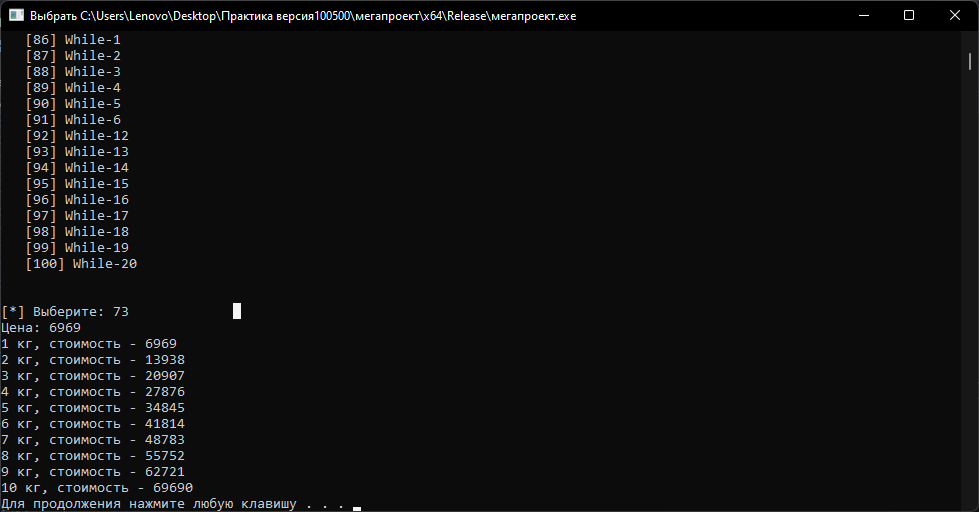 Выбрать C:\Users\Lenovo\Desktop\Практика версия100500\мегапроект\x64\Release\мегапроект.exe
[86] While-1
[87] While-2
[88] While-3
[89] While-4
[90] While-5
[91] While-6
[92] While-12
[93] While-13
[94] While-14
[95] While-15
[96] While-16
[97] While-17
[98] While-18
[99] While-19
[100] While-20
[*] Выберите: 73
Цена: 6969
1 кг, стоимость - 6969
2 кг, стоимость - 13938
3 кг, стоимость - 20907
4 кг, стоимость - 27876
5 кг, стоимость - 34845
6 кг, стоимость - 41814
7 кг, стоимость - 48783
8 кг, стоимость - 55752
9 кг, стоимость - 62721
10 кг, стоимость - 69690
Для продолжения нажмите любую клавишу . . .